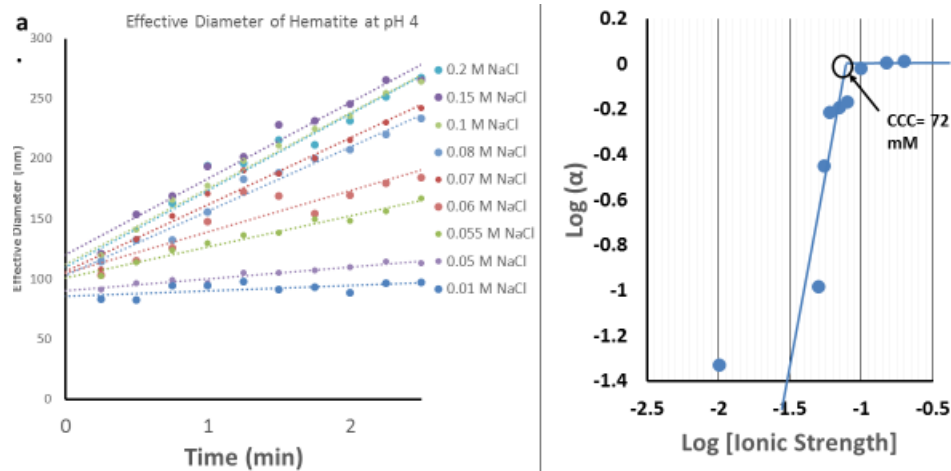 a
Effective Diameter of Hematite at pH 4
.
Effective Diameter (nm)
300
250
200
150
100
50
0
0
1
2
Time (min)
0.2 M NaCl
0.15 M NaCl
0.1 M NaCl
0.08 M NaCl
0.07 M NaCl
0.06 M NaCl
0.055 M NaCl
0.05 M NaCl
0.01 M NaCl
Log (α)
0.2
0
-0.2
-0.4
-0.6
-0.8
-1
-1.2
-1.4
CCC= 72
mM
-2.5
-2
-1.5
-1
-0.5
Log [Ionic Strength]